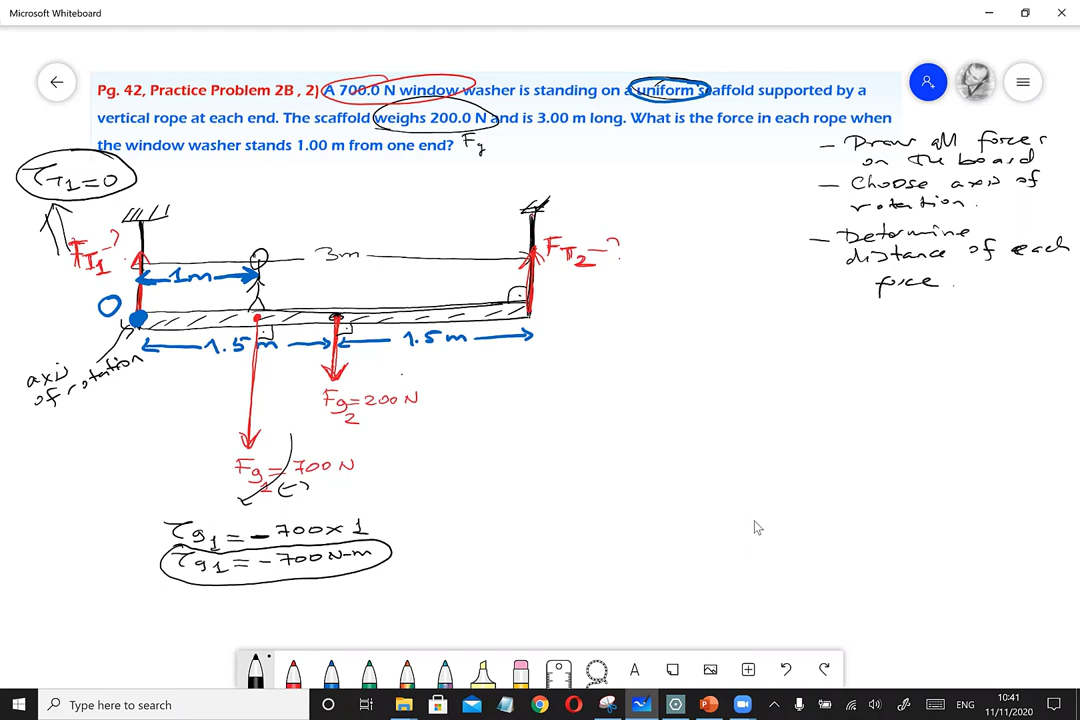 Microsoft Whiteboard
Pg. 42, Practice Problem 2B , 2) A 700.0 N window washer is standing on a uniform scaffold supported by a
vertical rope at each end. The scaffold weighs 200.0 N and is 3.00 m long. What is the force in each rope when
the window washer stands 1.00 m from one end?
Fg
- Draw all forces
on the board
- Choose axis of
rotation.
- Determine
distance of each
force.
τT1=0
FT1-?
3m
FT2-?
1m
O
1.5 m
1.5 m
axis
of rotation
Fg2=200 N
Fg1=700 N
(-)
τg1=-700×1
τg1=-700 N-m
Type here to search
ENG
10:41
11/11/2020